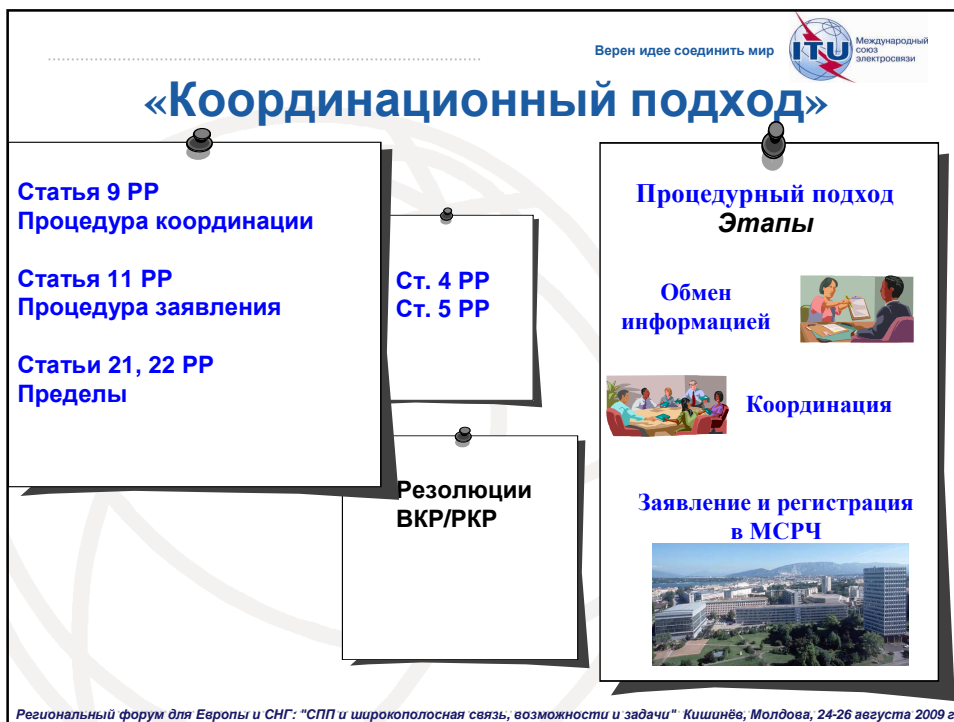 Верен идее соединить мир
ITU
Международный
союз
электросвязи
«Координационный подход»
Статья 9 РР
Процедура координации
Статья 11 РР
Процедура заявления
Статьи 21, 22 РР
Пределы
Ст. 4 РР
Ст. 5 РР
Резолюции
ВКР/РКР
Процедурный подход
Этапы
Обмен
информацией
Координация
Заявление и регистрация
в МСРЧ
Региональный форум для Европы и СНГ: "СПП и широкополосная связь, возможности и задачи" Кишинёв, Молдова, 24-26 августа 2009 г